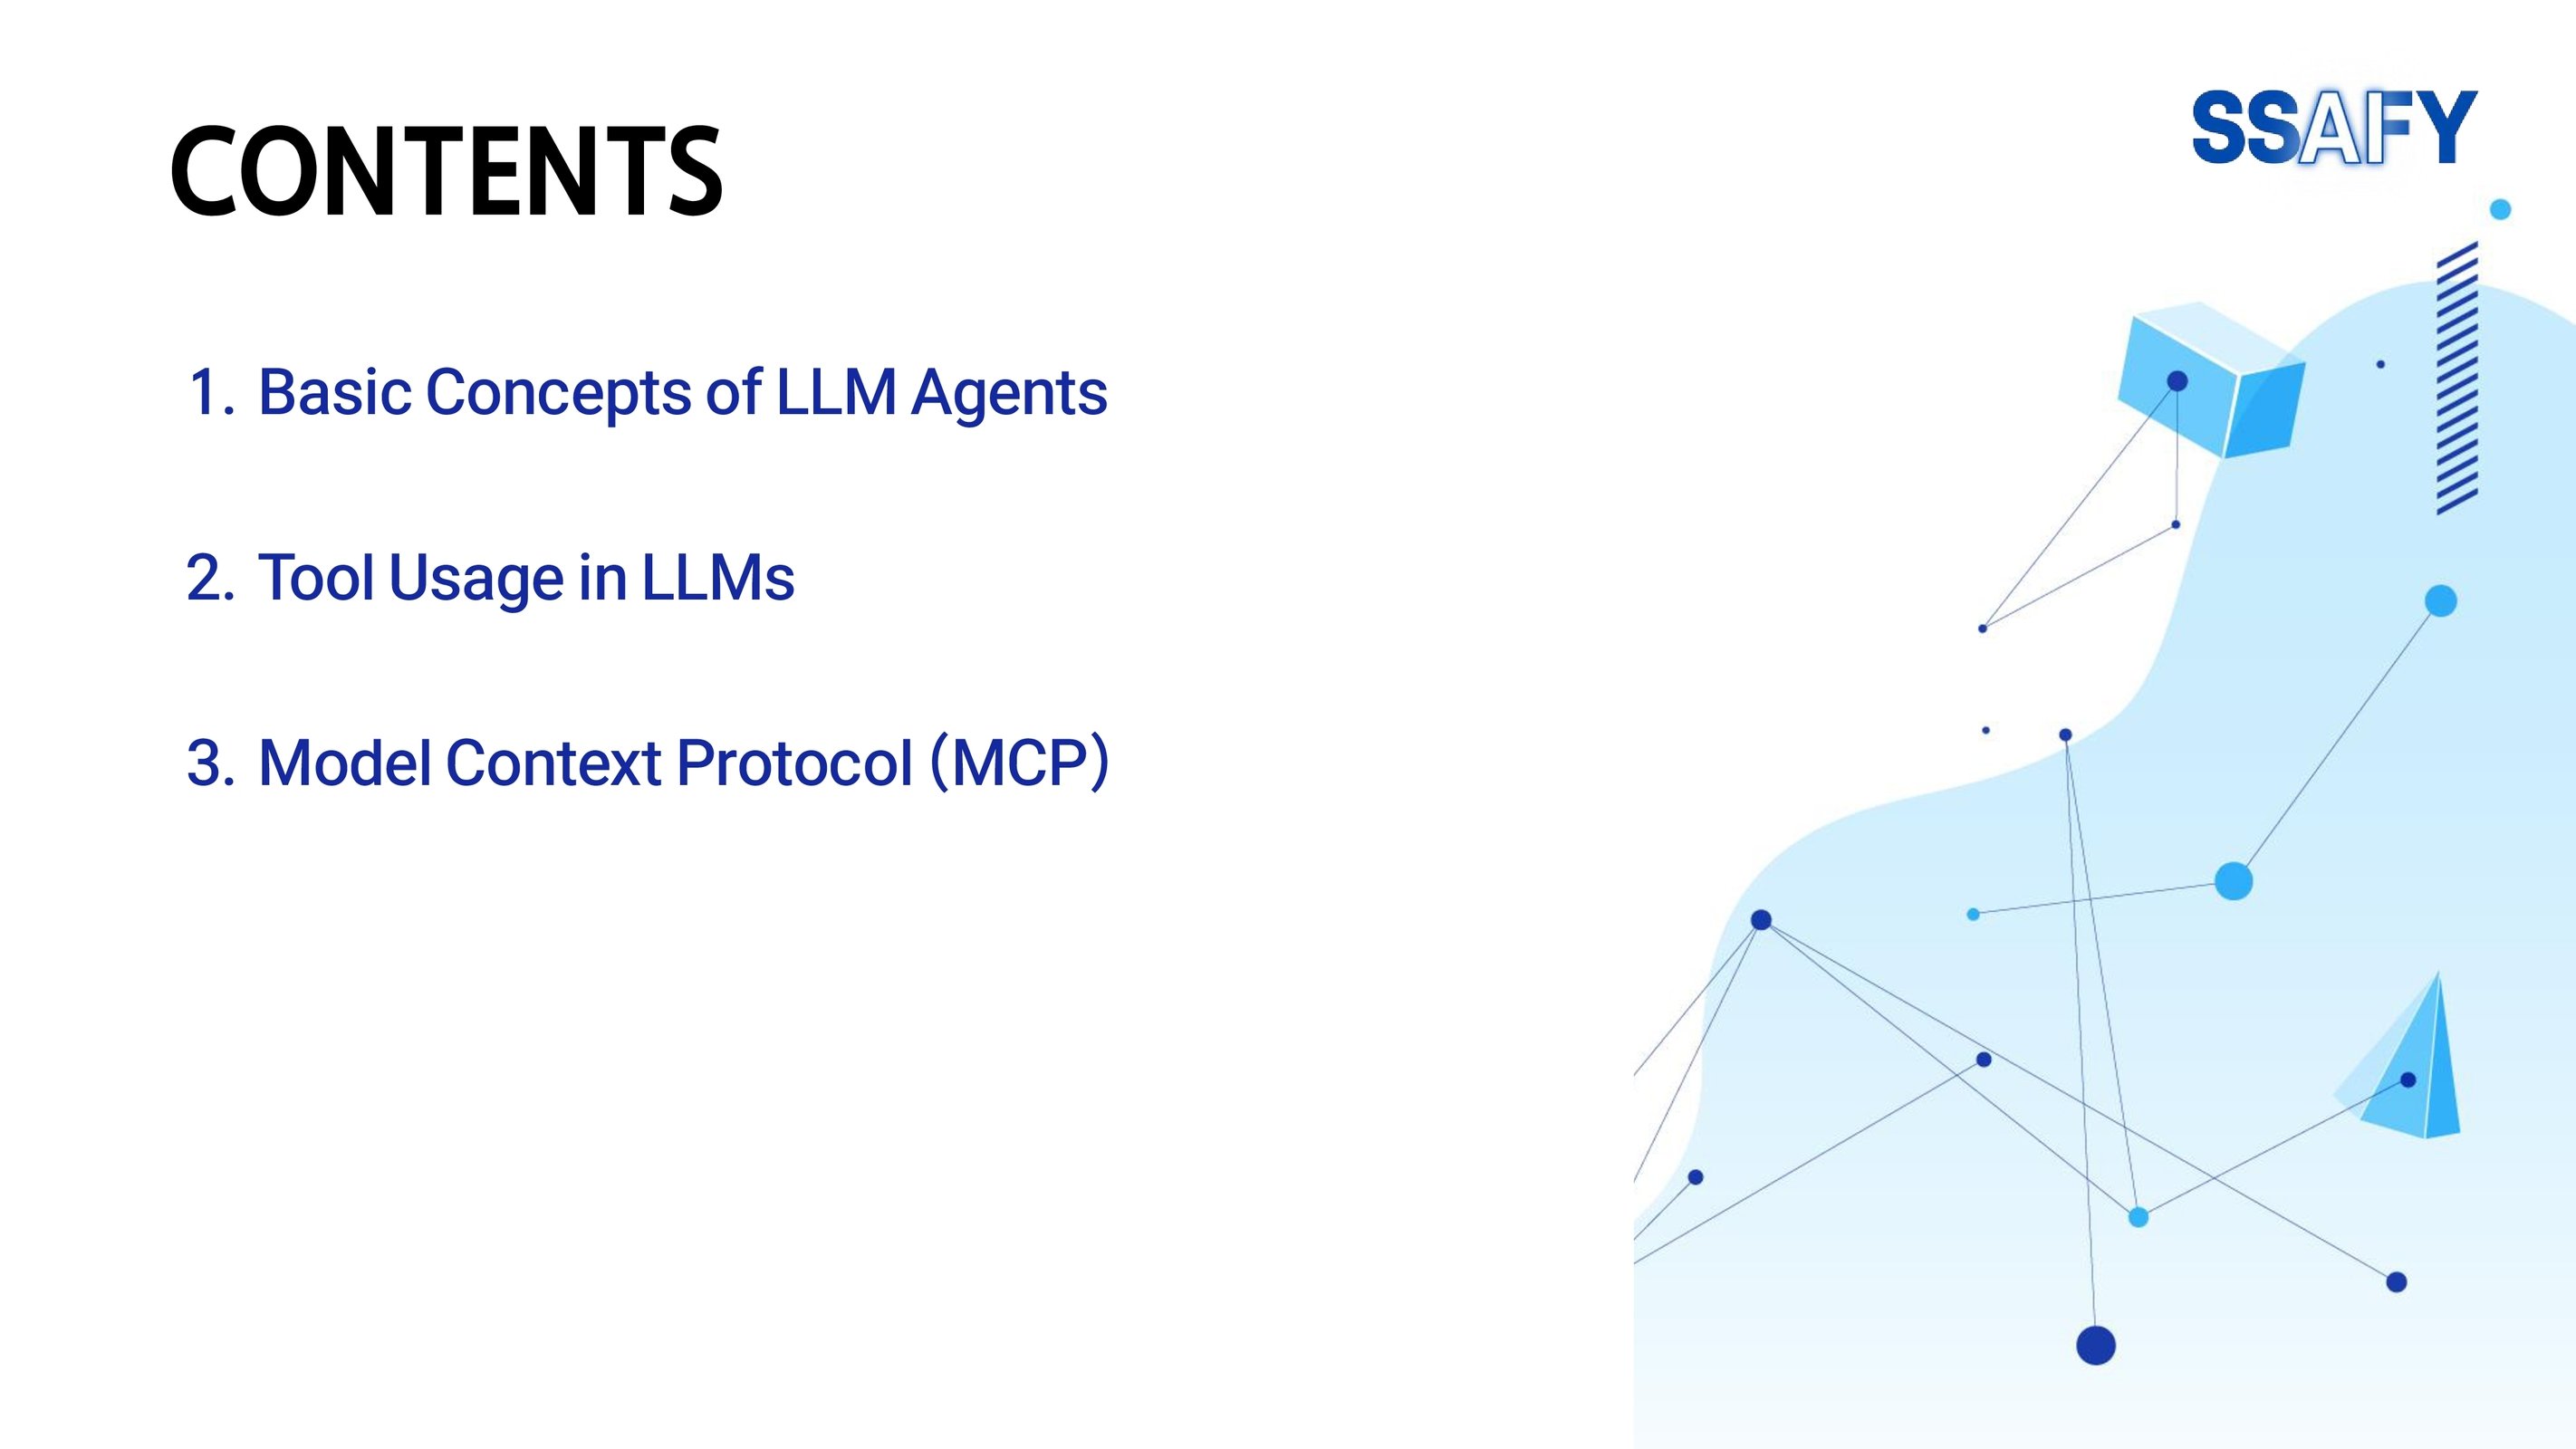 SSAFY
CONTENTS
1. Basic Concepts of LLM Agents
2. Tool Usage in LLMs
3. Model Context Protocol (MCP)